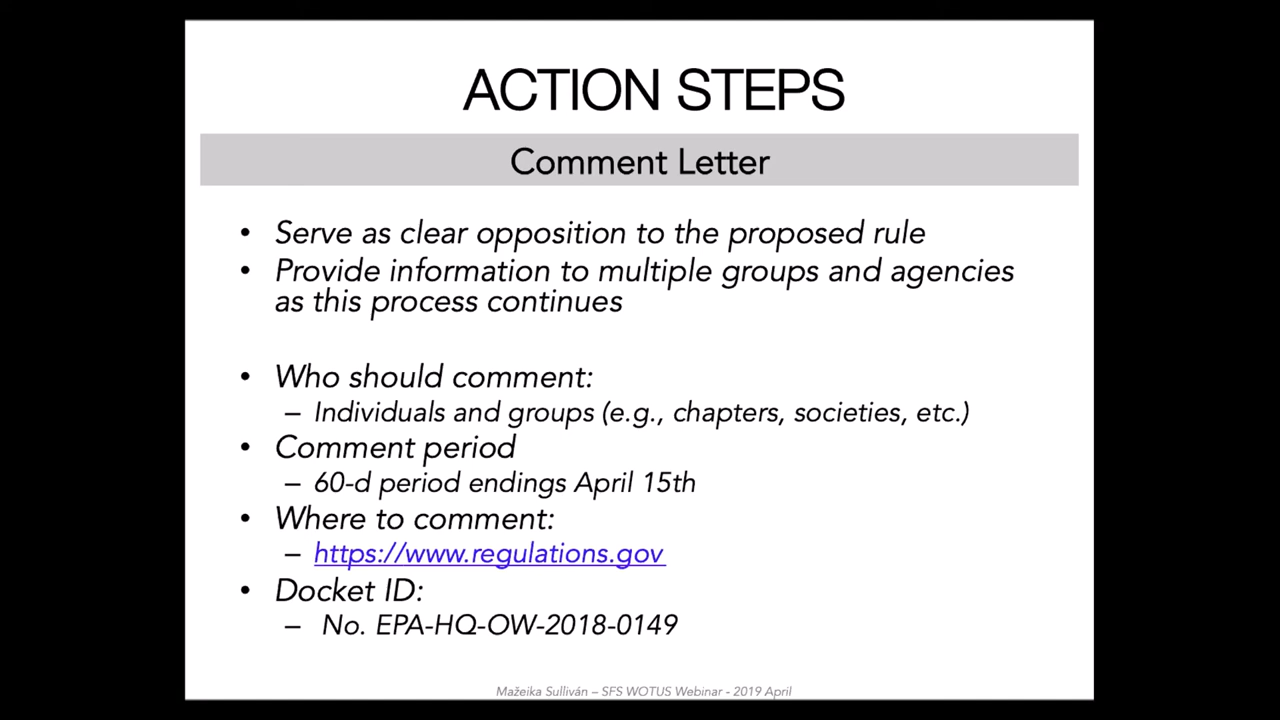 ACTION STEPS
Comment Letter
• Serve as clear opposition to the proposed rule
• Provide information to multiple groups and agencies
as this process continues
• Who should comment:
– Individuals and groups (e.g., chapters, societies, etc.)
• Comment period
– 60-d period endings April 15th
• Where to comment:
– https://www.regulations.gov
• Docket ID:
– No. EPA-HQ-OW-2018-0149
Mažeika Sulliván – SFS WOTUS Webinar - 2019 April